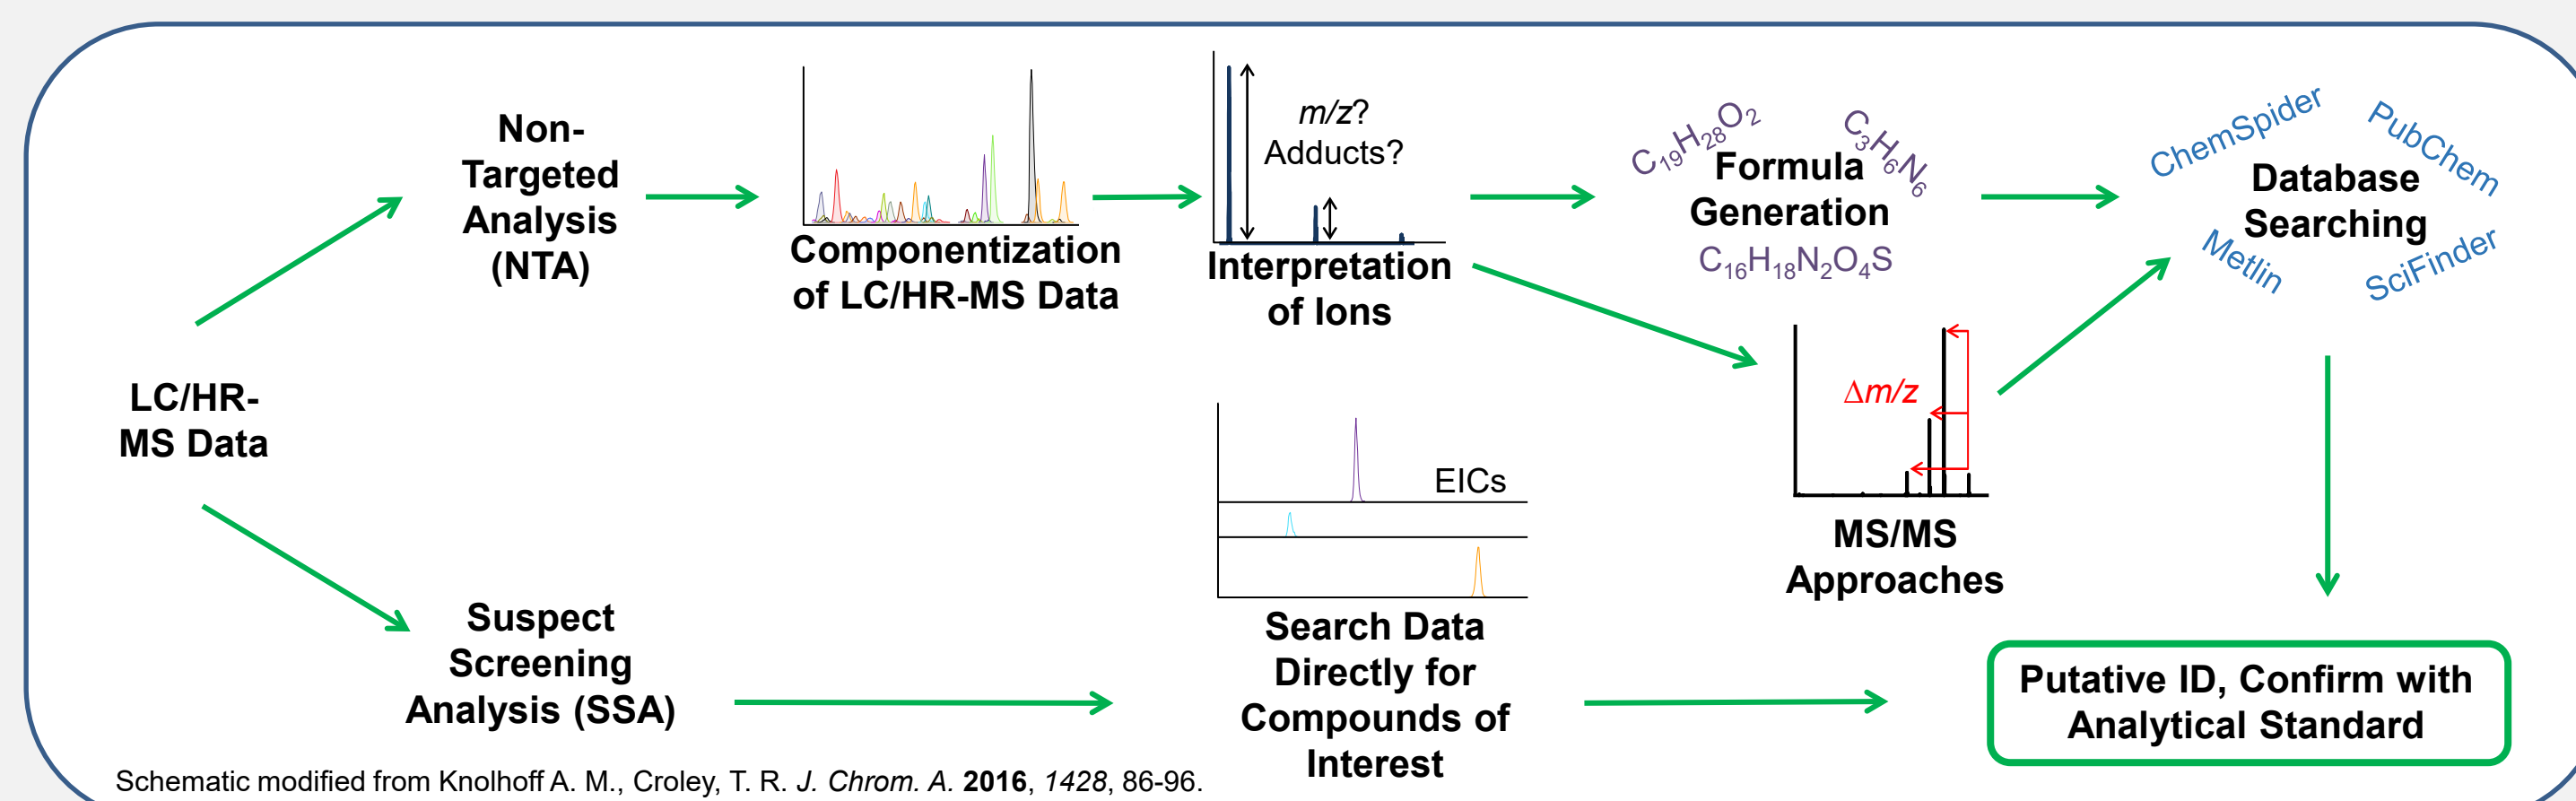 LC/HR-
MS Data
Non-
Targeted
Analysis
(NTA)
Componentization
of LC/HR-MS Data
m/z?
Adducts?
Interpretation
of Ions
C₁₉H₂₈O₂
C₃H₆N₆
Formula
Generation
C₁₆H₁₈N₂O₄S
ChemSpider
PubChem
Database
Searching
Metlin
SciFinder
Δm/z
MS/MS
Approaches
Suspect
Screening
Analysis (SSA)
EICs
Search Data
Directly for
Compounds of
Interest
Putative ID, Confirm with
Analytical Standard
Schematic modified from Knolhoff A. M., Croley, T. R. J. Chrom. A. 2016, 1428, 86-96.